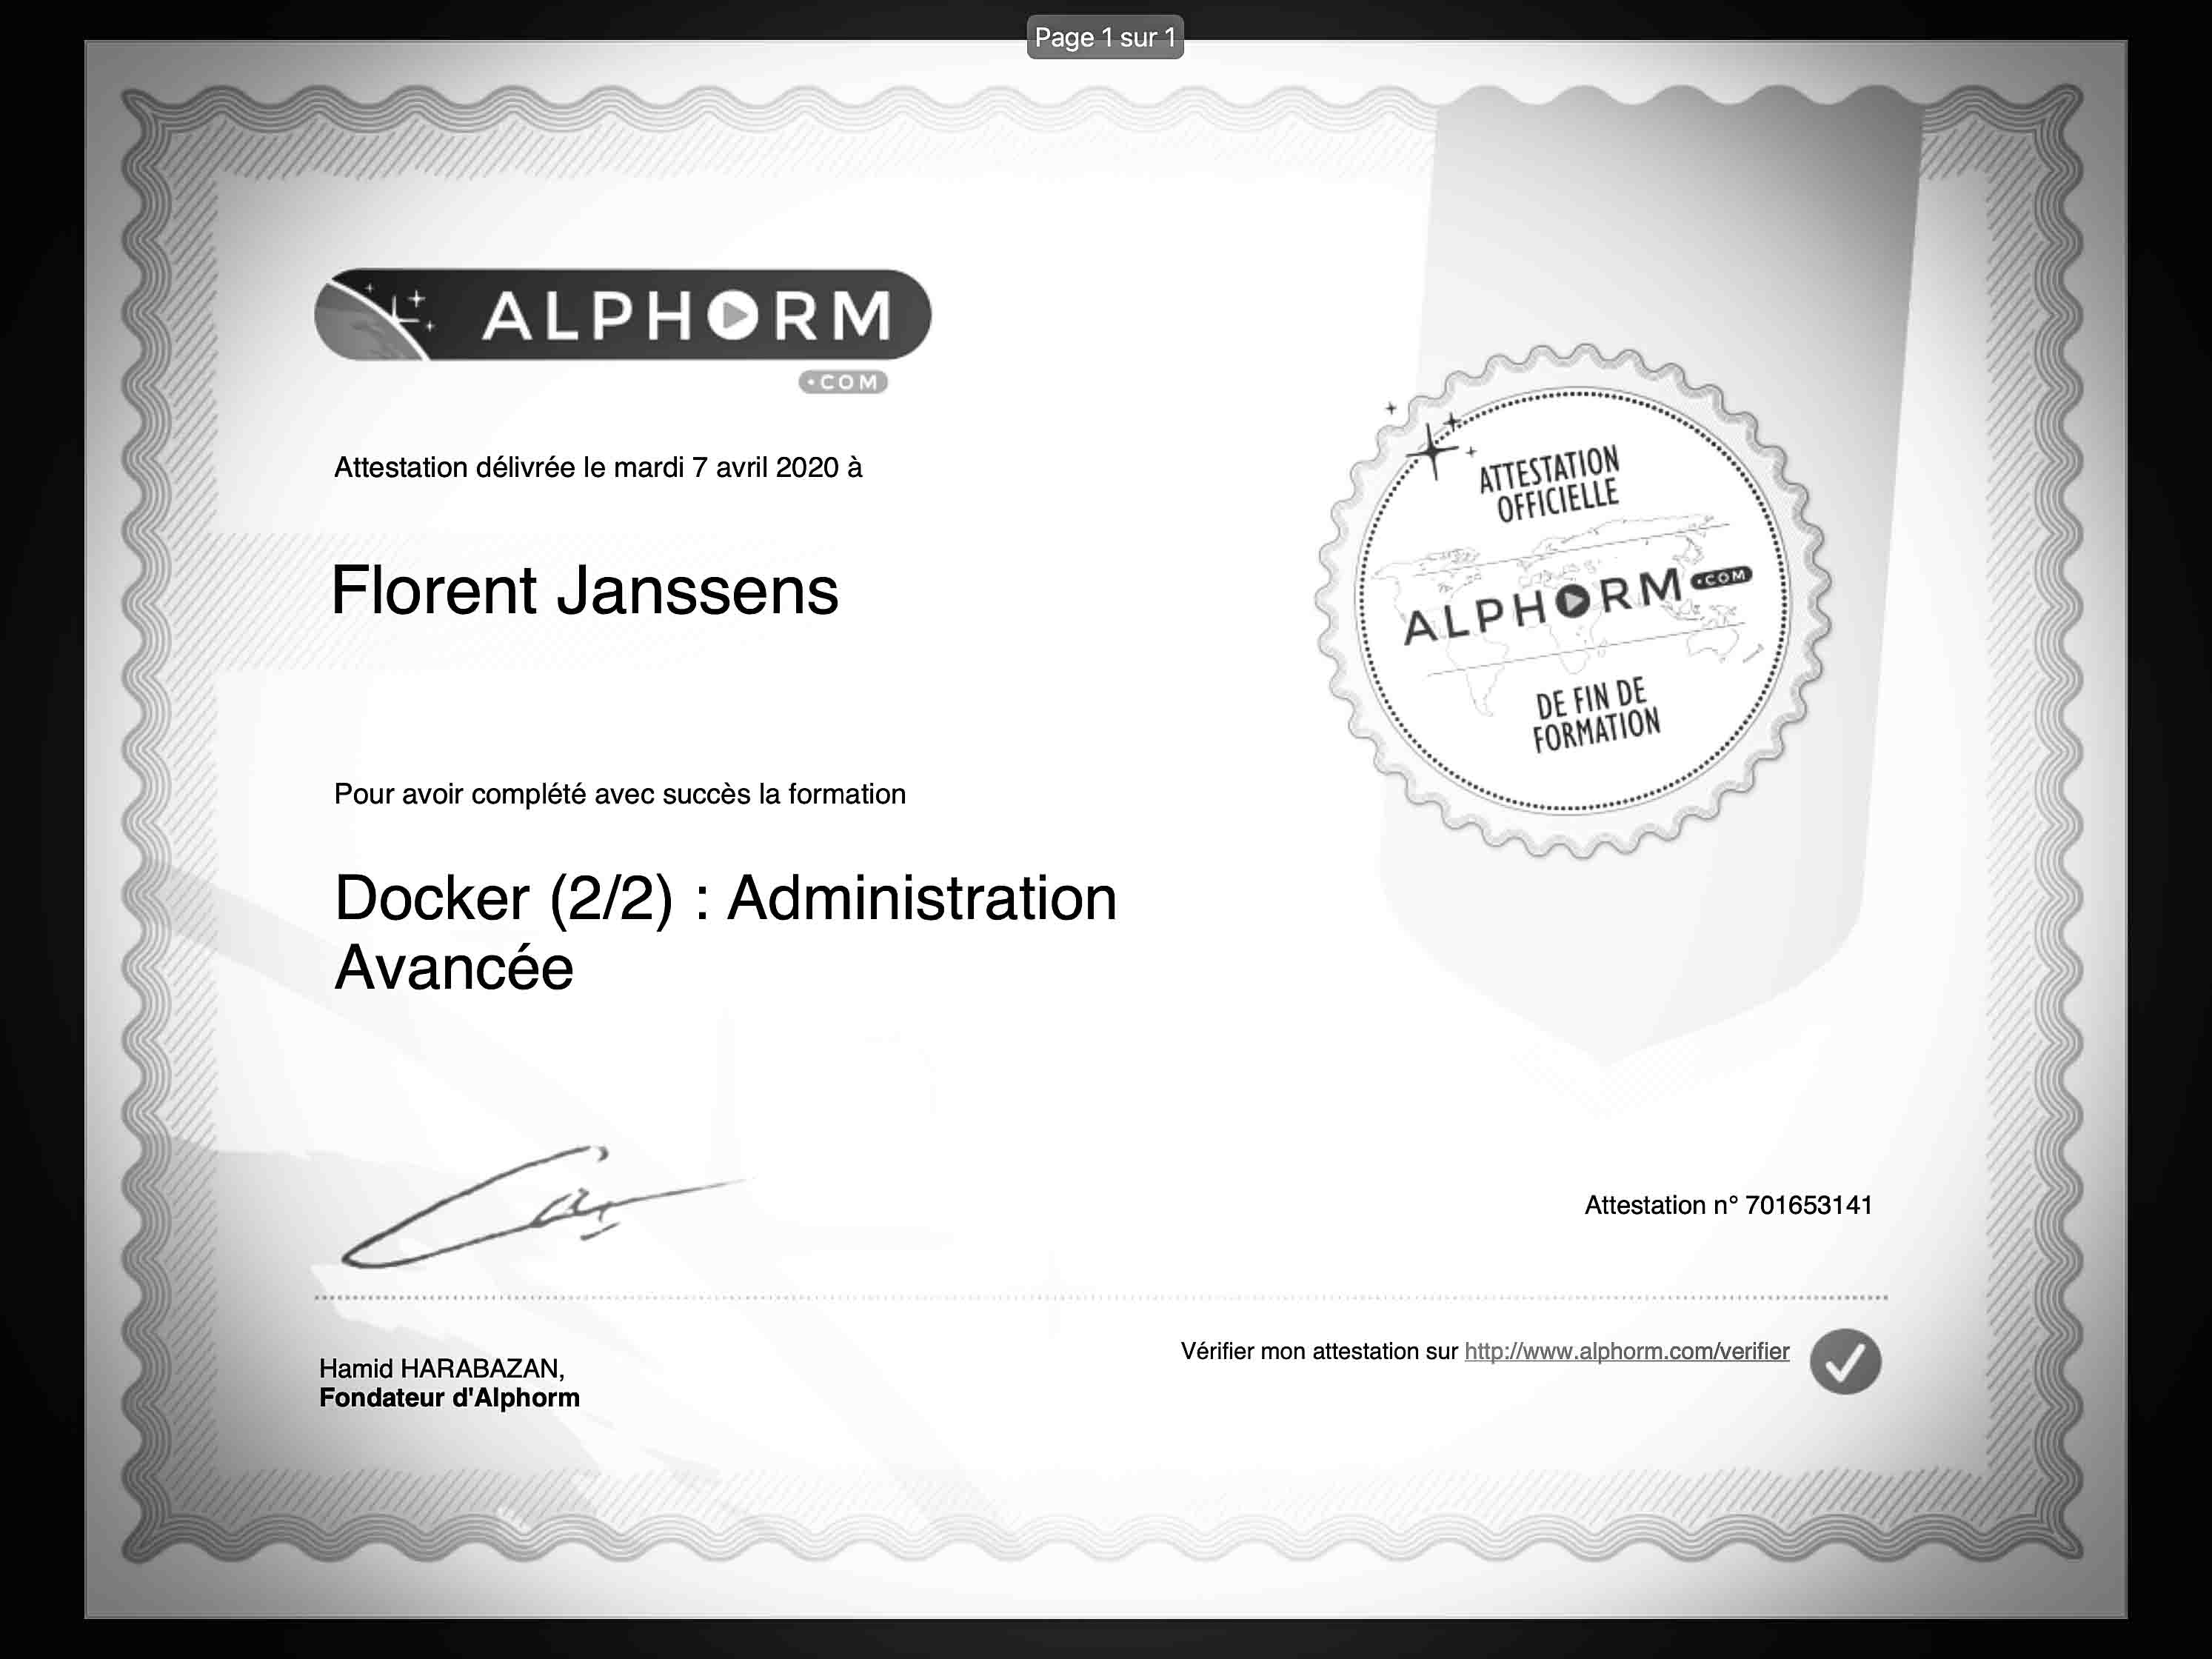 Page 1 sur 1
ALPHORM
.COM
Attestation délivrée le mardi 7 avril 2020 à
Florent Janssens
Pour avoir complété avec succès la formation
Docker (2/2) : Administration
Avancée
ATTESTATION
OFFICIELLE
ALPHORM .COM
DE FIN DE
FORMATION
Attestation n° 701653141
Vérifier mon attestation sur http://www.alphorm.com/verifier
Hamid HARABAZAN,
Fondateur d'Alphorm